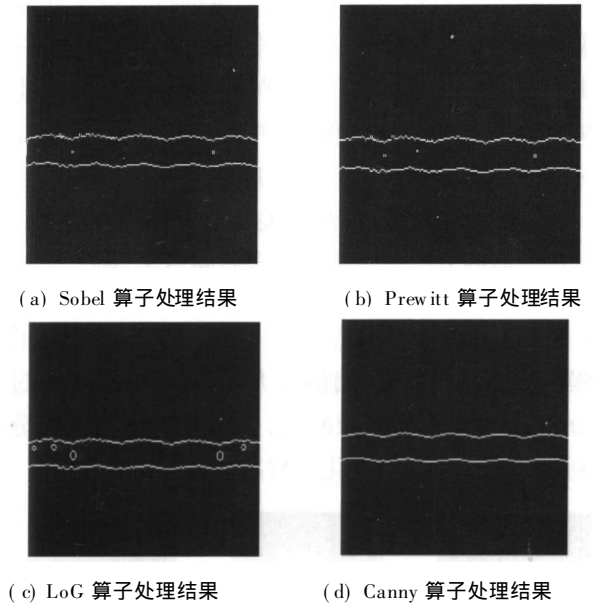 (a) Sobel 算子处理结果
(b) Prewitt 算子处理结果
(c) LoG 算子处理结果
(d) Canny 算子处理结果